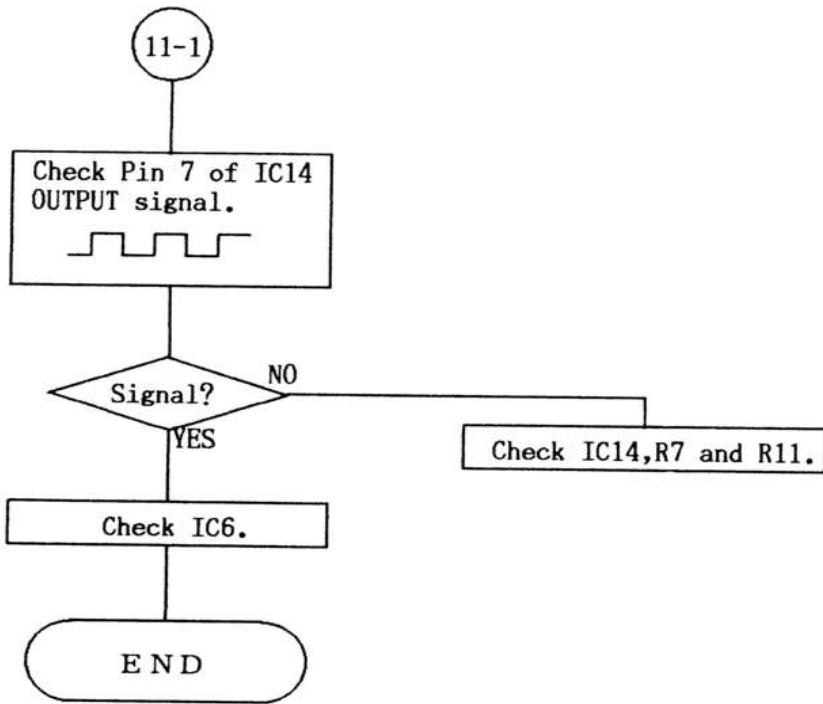 11-1
Check Pin 7 of IC14
OUTPUT signal.
Signal?
NO
YES
Check IC14,R7 and R11.
Check IC6.
END